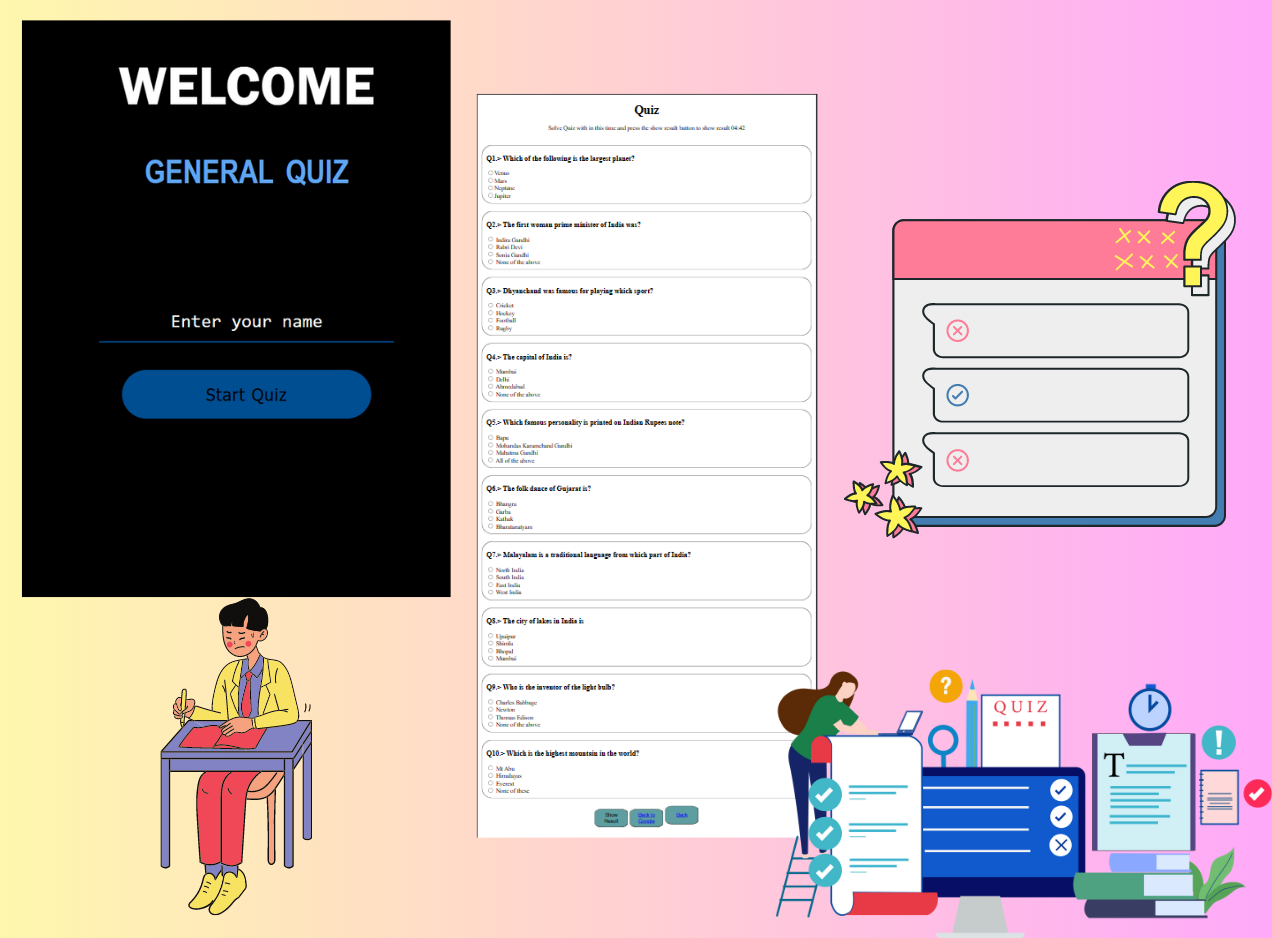 WELCOME
GENERAL QUIZ
Enter your name
Start Quiz
Quiz
Solve Quiz with in this time and press the show result button to show result 04:42
Q1.> Which of the following is the largest planet?
Venus
Mars
Neptune
Jupiter
Q2.> The first woman prime minister of India was?
Indira Gandhi
Rabri Devi
Sonia Gandhi
None of the above
Q3.> Dhyanchand was famous for playing which sport?
Cricket
Hockey
Football
Rugby
Q4.> The capital of India is?
Mumbai
Delhi
Ahmedabad
None of the above
Q5.> Which famous personality is printed on Indian Rupees note?
Bapu
Mohandas Karamchand Gandhi
Mahatma Gandhi
All of the above
Q6.> The folk dance of Gujarat is?
Bhangra
Garba
Kathak
Bharatanatyam
Q7.> Malayalam is a traditional language from which part of India?
North India
South India
East India
West India
Q8.> The city of lakes in India is
Udaipur
Shimla
Bhopal
Mumbai
Q9.> Who is the inventor of the light bulb?
Charles Babbage
Newton
Thomas Edison
None of the above
Q10.> Which is the highest mountain in the world?
Mt Abu
Himalayas
Everest
None of these
Show
Result
Back to
Google
Back
?
?
QUIZ
T
!